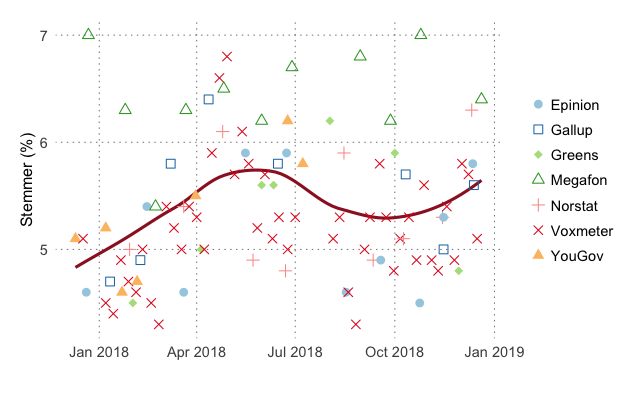 7
6
5
Stemmer (%)
Jan 2018 Apr 2018 Jul 2018 Oct 2018 Jan 2019
Epinion
Gallup
Greens
Megafon
Norstat
Voxmeter
YouGov